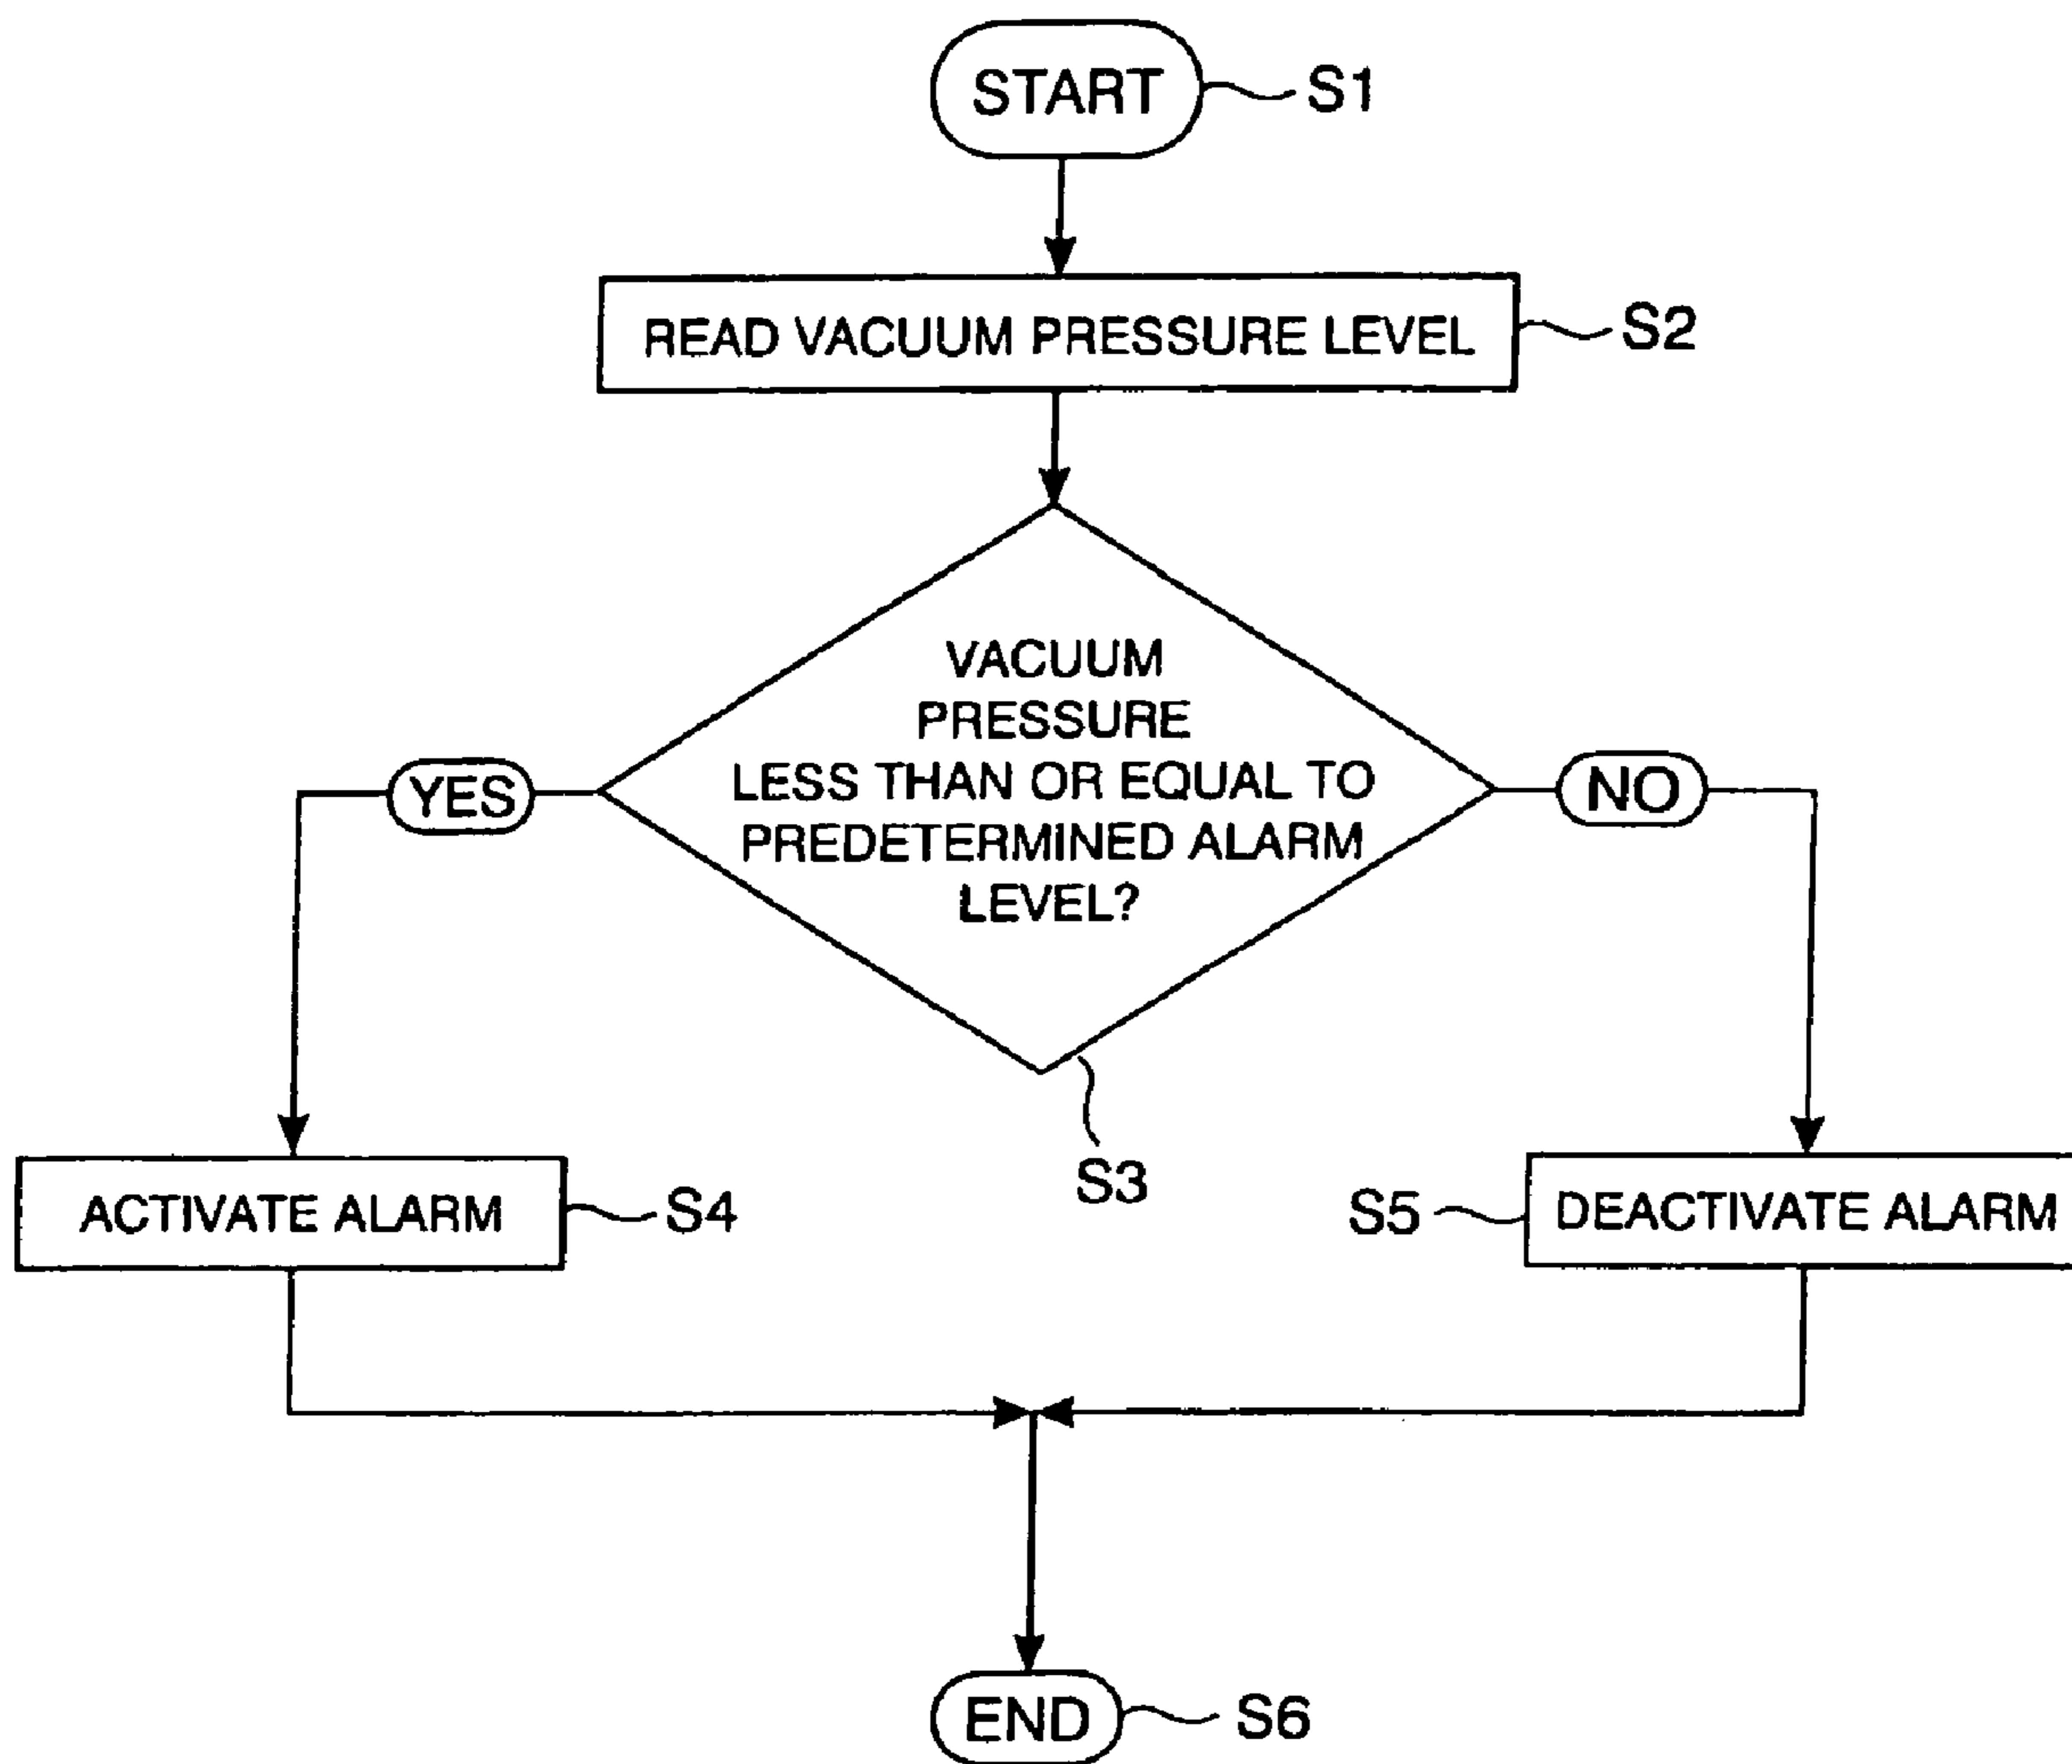 START
S1
READ VACUUM PRESSURE LEVEL
S2
VACUUM
PRESSURE
LESS THAN OR EQUAL TO
PREDETERMINED ALARM
LEVEL?
YES
NO
S3
ACTIVATE ALARM
S4
S5
DEACTIVATE ALARM
END
S6